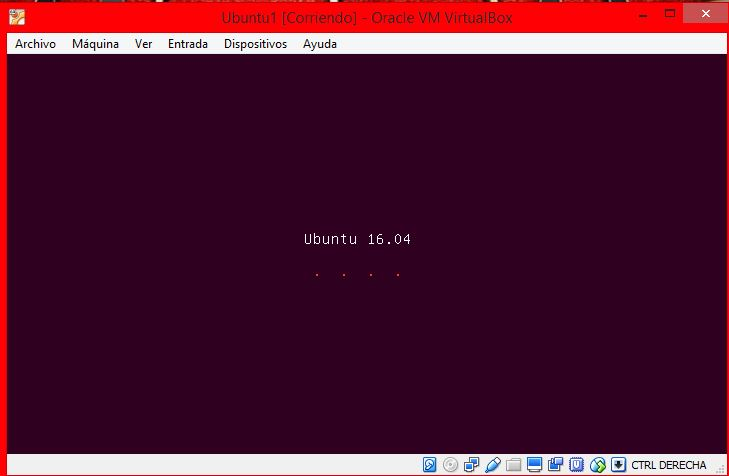 Ubuntu1 [Corriendo] - Oracle VM VirtualBox
Archivo Máquina Ver Entrada Dispositivos Ayuda
Ubuntu 16.04
CTRL DERECHA